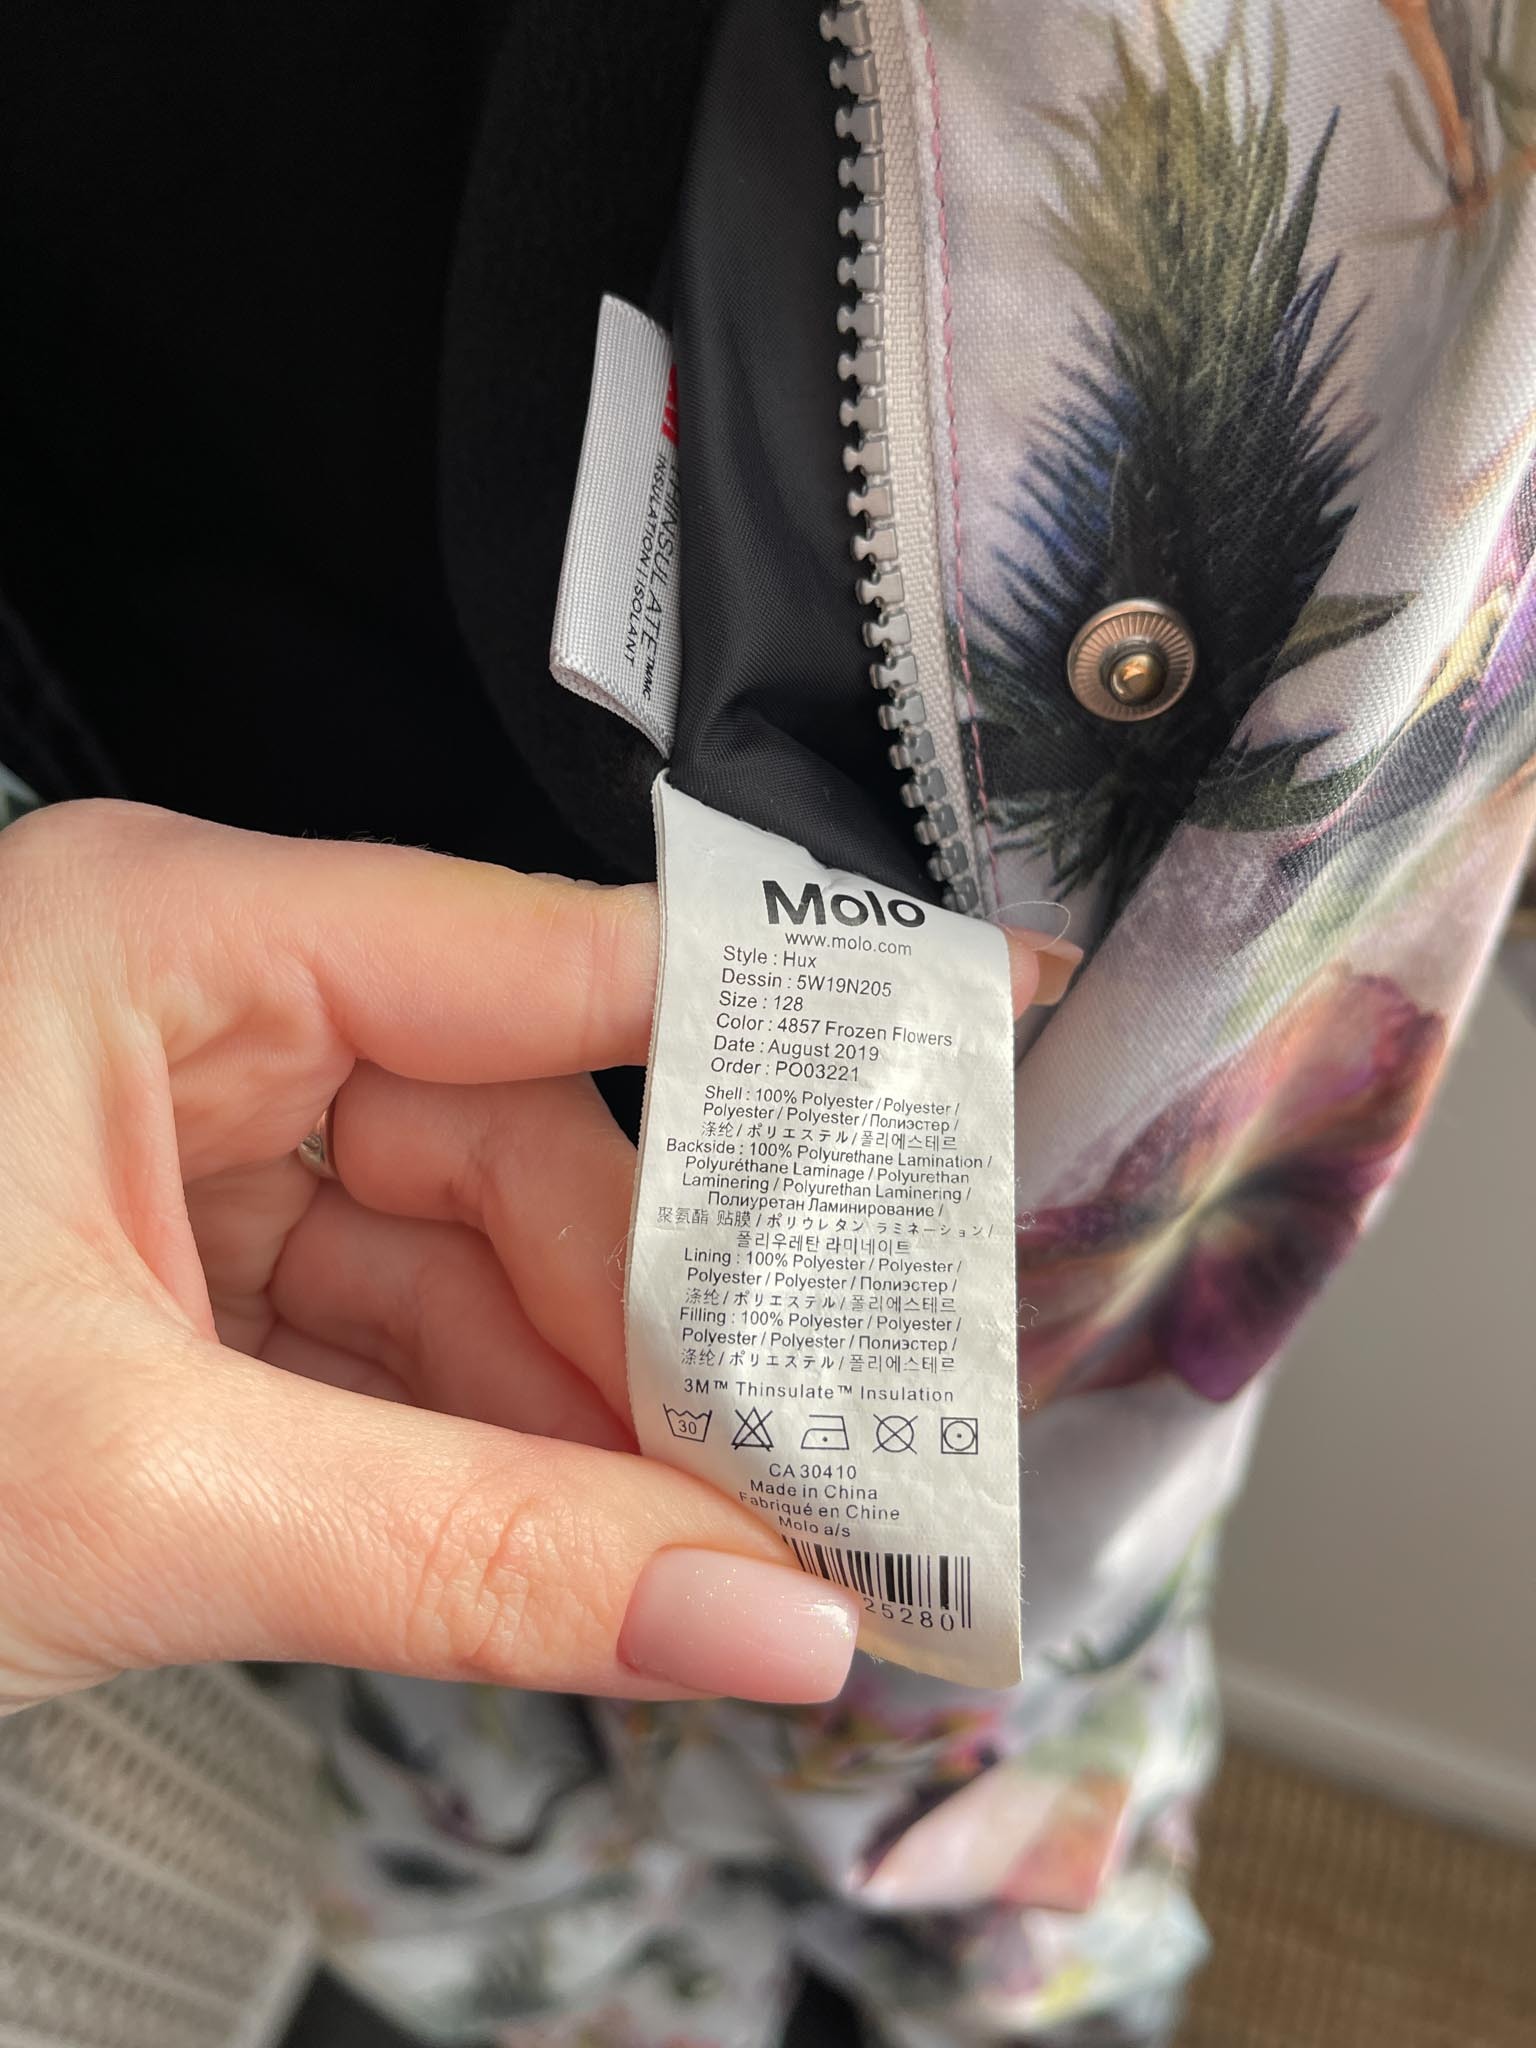 THINSULATE™/MC
INSULATION | ISOLANT
Molo
www.molo.com
Style : Hux
Dessin : 5W19N205
Size : 128
Color : 4857 Frozen Flowers
Date : August 2019
Order : PO03221
Shell : 100% Polyester / Polyester /
Polyester / Polyester / Полиэстер /
涤纶 / ポリエステル / 폴리에스테르
Backside : 100% Polyurethane Lamination /
Polyuréthane Laminage / Polyurethan
Laminering / Polyurethan Laminering /
Полиуретан Ламинирование /
聚氨酯 贴膜 / ポリウレタン ラミネーション /
폴리우레탄 라미네이트
Lining : 100% Polyester / Polyester /
Polyester / Polyester / Полиэстер /
涤纶 / ポリエステル / 폴리에스테르
Filling : 100% Polyester / Polyester /
Polyester / Polyester / Полиэстер /
涤纶 / ポリエステル / 폴리에스테르
3M™ Thinsulate™ Insulation
30
CA 30410
Made in China
Fabriqué en Chine
Molo a/s
25280